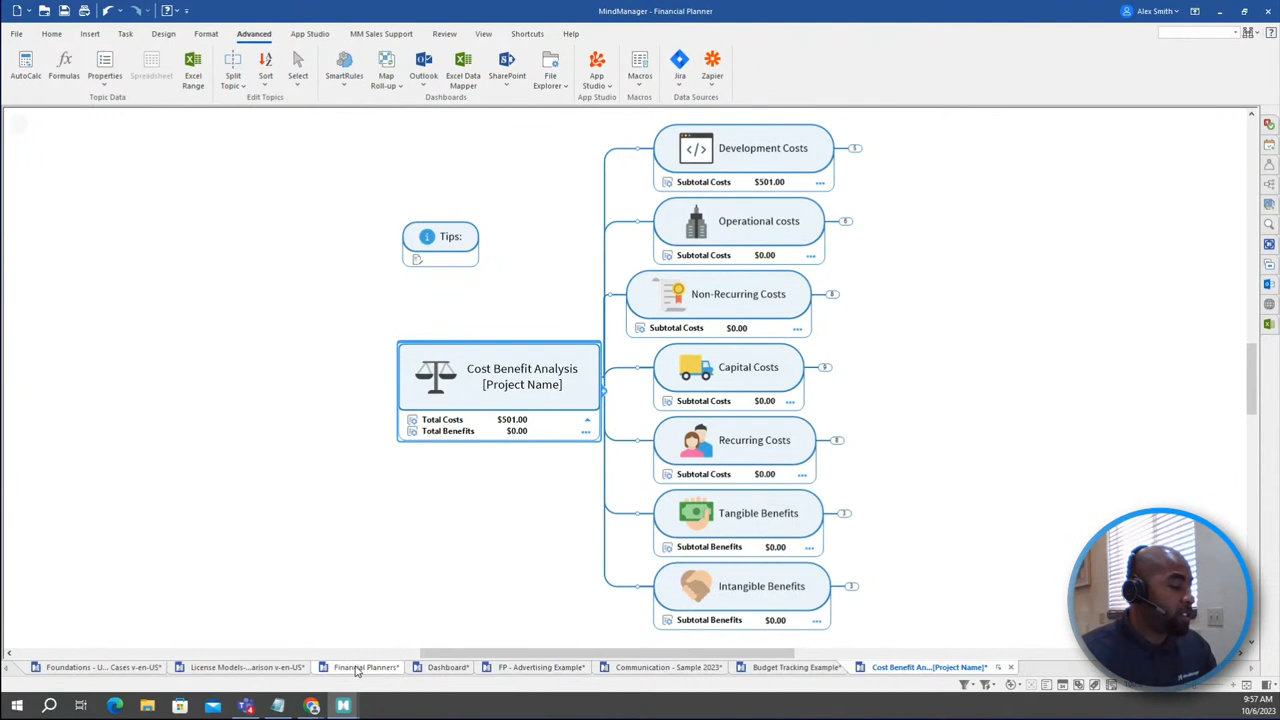 MindManager - Financial Planner
Alex Smith
File Home Insert Task Design Format Advanced App Studio MM Sales Support Review View Shortcuts Help
AutoCalc Formulas Properties Spreadsheet Excel Range Split Topic Sort Select SmartRules Map Roll-up Outlook Excel Data Mapper SharePoint File Explorer App Studio Macros Jira Zapier
Topic Data Edit Topics Dashboards App Studio Macros Data Sources
Development Costs 5
Subtotal Costs $501.00
Tips:
Operational costs 6
Subtotal Costs $0.00
Non-Recurring Costs 8
Subtotal Costs $0.00
Cost Benefit Analysis
[Project Name]
Total Costs $501.00
Total Benefits $0.00
Capital Costs 9
Subtotal Costs $0.00
Recurring Costs 8
Subtotal Costs $0.00
Tangible Benefits 3
Subtotal Benefits $0.00
Intangible Benefits 3
Subtotal Benefits $0.00
Foundations - U... Cases v-en-US* License Models-...arison v-en-US* Financial Planners* Dashboard* FP - Advertising Example* Communication - Sample 2023* Budget Tracking Example* Cost Benefit An...[Project Name]*
9:57 AM
10/6/2023